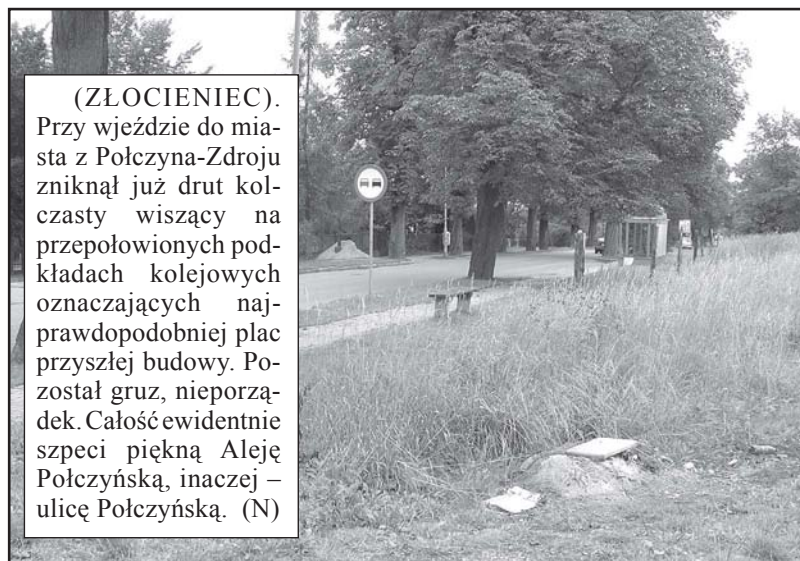 (ZŁOCIENIEC).
Przy wjeździe do mia-
sta z Połczyna-Zdroju
zniknął już drut kol-
czasty wiszący na
przepołowionych pod-
kładach kolejowych
oznaczających naj-
prawdopodobniej plac
przyszłej budowy. Po-
został gruz, nieporzą-
dek. Całość ewidentnie
szpeci piękną Aleję
Połczyńską, inaczej –
ulicę Połczyńską. (N)